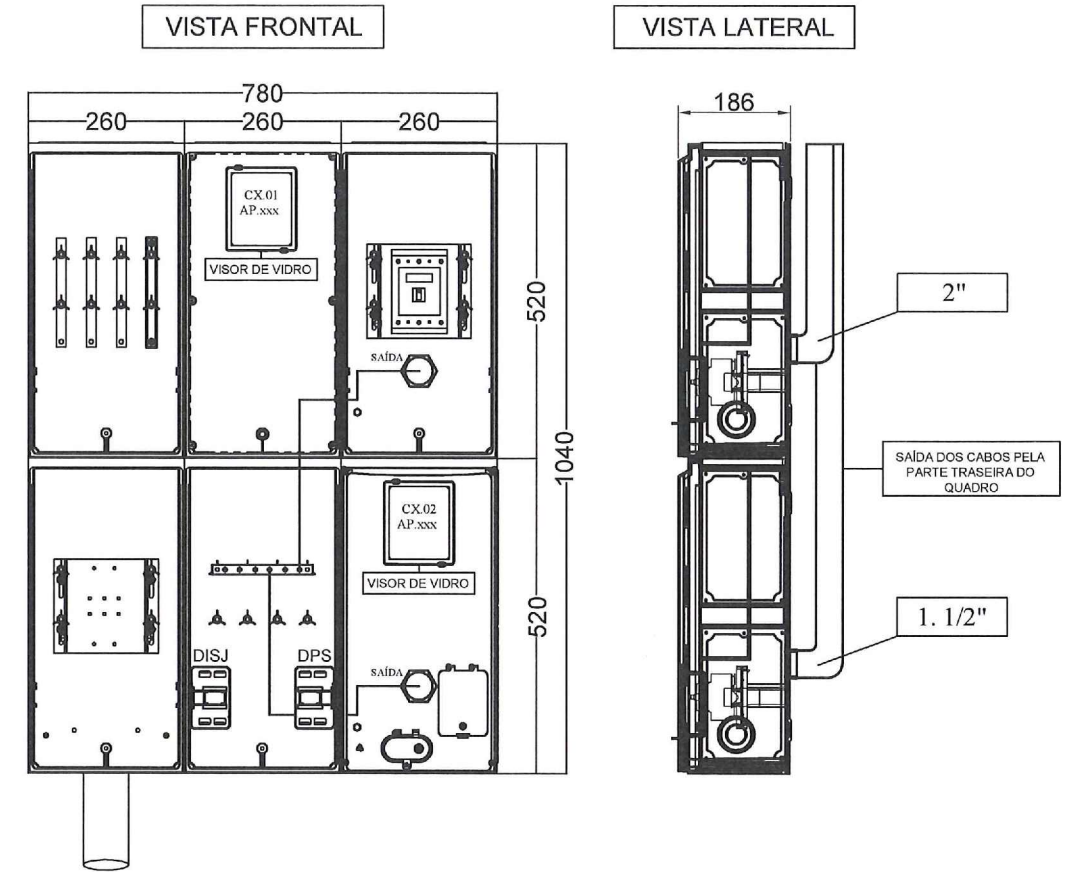 VISTA FRONTAL
VISTA LATERAL
780
260
260
260
186
CX.01
AP.xxx
VISOR DE VIDRO
SAÍDA
520
1040
520
2"
SAÍDA DOS CABOS PELA
PARTE TRASEIRA DO
QUADRO
CX.02
AP.xxx
VISOR DE VIDRO
DISJ
DPS
SAÍDA
1. 1/2"